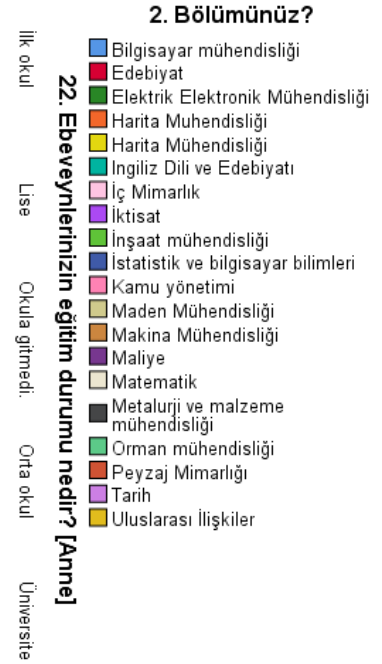 2. Bölümünüz?
Bilgisayar mühendisliği
Edebiyat
Elektrik Elektronik Mühendisliği
Harita Muhendisliği
Harita Mühendisliği
Ingiliz Dili ve Edebiyatı
İç Mimarlık
İktisat
İnşaat mühendisliği
İstatistik ve bilgisayar bilimleri
Kamu yönetimi
Maden Mühendisliği
Makina Mühendisliği
Maliye
Matematik
Metalurji ve malzeme
mühendisliği
Orman mühendisliği
Peyzaj Mimarlığı
Tarih
Uluslarası İlişkiler
22. Ebeveynlerinizin eğitim durumu nedir? [Anne]
İlk okul
Lise
Okula gitmedi.
Orta okul
Üniversite